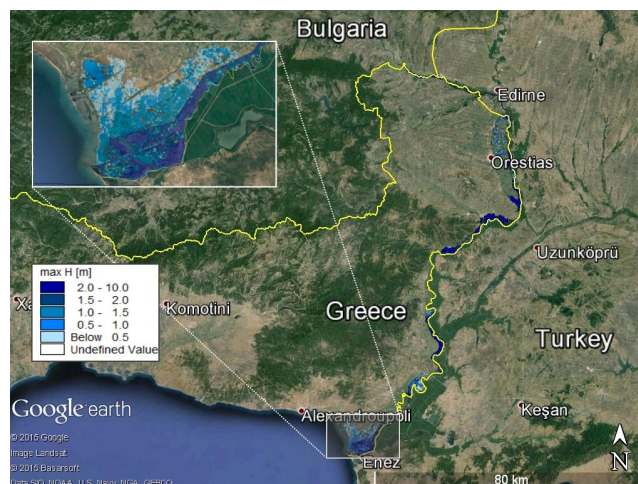 Bulgaria
Edirne
Orestias
Uzunköprü
max H [m]
2.0 - 10.0
1.5 - 2.0
1.0 - 1.5
0.5 - 1.0
Below 0.5
Undefined Value
Xa
Komotini
Greece
Turkey
Google earth
Alexandroupoli
Keşan
© 2015 Google
Image Landsat
© 2015 Basarsoft
Enez
N
Data SIO, NOAA, U.S. Navy, NGA, GEBCO
80 km